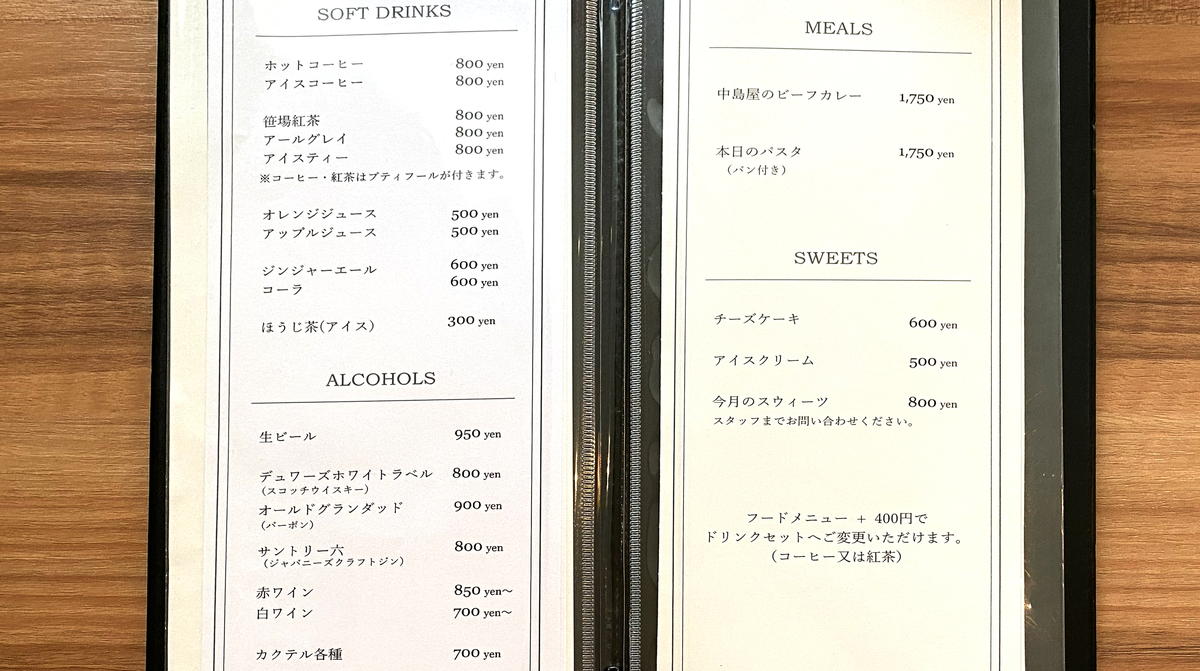 SOFT DRINKS
ホットコーヒー 800 yen
アイスコーヒー 800 yen
笹場紅茶 800 yen
アールグレイ 800 yen
アイスティー 800 yen
※コーヒー・紅茶はプティフールが付きます。
オレンジジュース 500 yen
アップルジュース 500 yen
ジンジャーエール 600 yen
コーラ 600 yen
ほうじ茶(アイス) 300 yen
ALCOHOLS
生ビール 950 yen
デュワーズホワイトラベル 800 yen
(スコッチウイスキー)
オールドグランダッド 900 yen
(バーボン)
サントリー六 800 yen
(ジャパニーズクラフトジン)
赤ワイン 850 yen〜
白ワイン 700 yen〜
カクテル各種 700 yen
MEALS
中島屋のビーフカレー 1,750 yen
本日のパスタ 1,750 yen
(パン付き)
SWEETS
チーズケーキ 600 yen
アイスクリーム 500 yen
今月のスウィーツ 800 yen
スタッフまでお問い合わせください。
フードメニュー + 400円で
ドリンクセットへご変更いただけます。
(コーヒー又は紅茶)